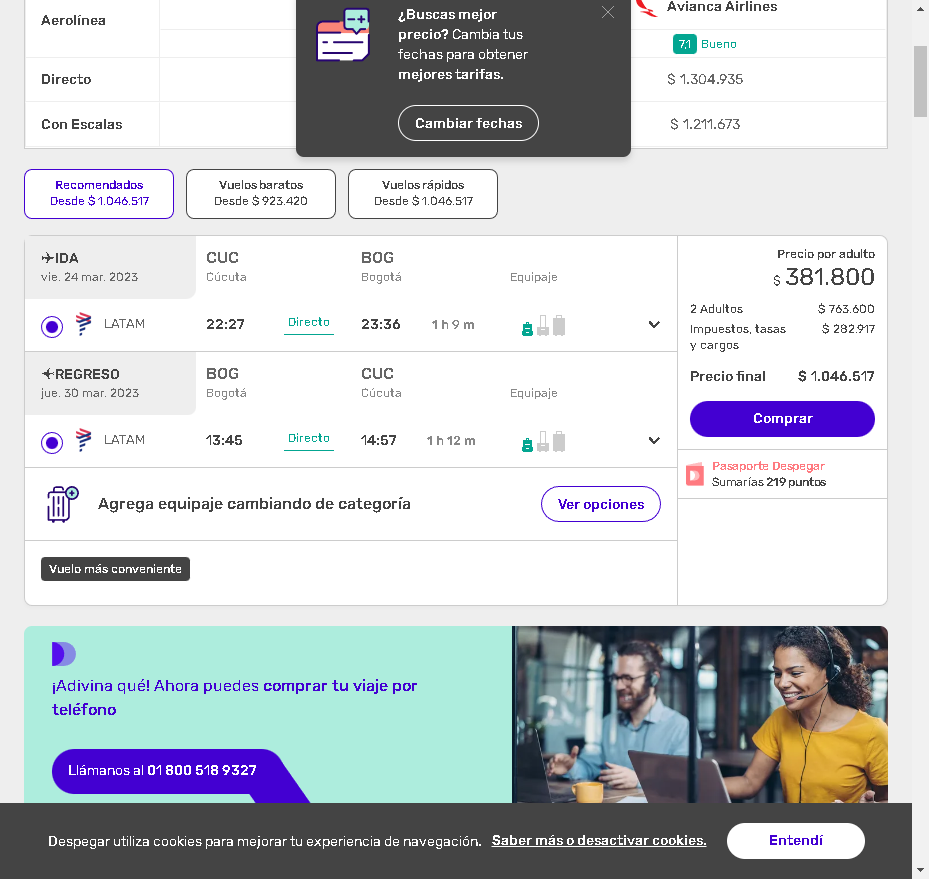 Aerolínea
Avianca Airlines
7,1 Bueno
Directo
$ 1.304.935
Con Escalas
$ 1.211.673
¿Buscas mejor
precio? Cambia tus
fechas para obtener
mejores tarifas.
Cambiar fechas
Recomendados
Desde $ 1.046.517
Vuelos baratos
Desde $ 923.420
Vuelos rápidos
Desde $ 1.046.517
IDA
vie. 24 mar. 2023
CUC
Cúcuta
BOG
Bogotá
Equipaje
LATAM
22:27
Directo
23:36
1 h 9 m
REGRESO
jue. 30 mar. 2023
BOG
Bogotá
CUC
Cúcuta
Equipaje
LATAM
13:45
Directo
14:57
1 h 12 m
Agrega equipaje cambiando de categoría
Ver opciones
Vuelo más conveniente
Precio por adulto
$ 381.800
2 Adultos $ 763.600
Impuestos, tasas $ 282.917
y cargos
Precio final $ 1.046.517
Comprar
Pasaporte Despegar
Sumarías 219 puntos
¡Adivina qué! Ahora puedes comprar tu viaje por
teléfono
Llámanos al 01 800 518 9327
Despegar utiliza cookies para mejorar tu experiencia de navegación. Saber más o desactivar cookies.
Entendí